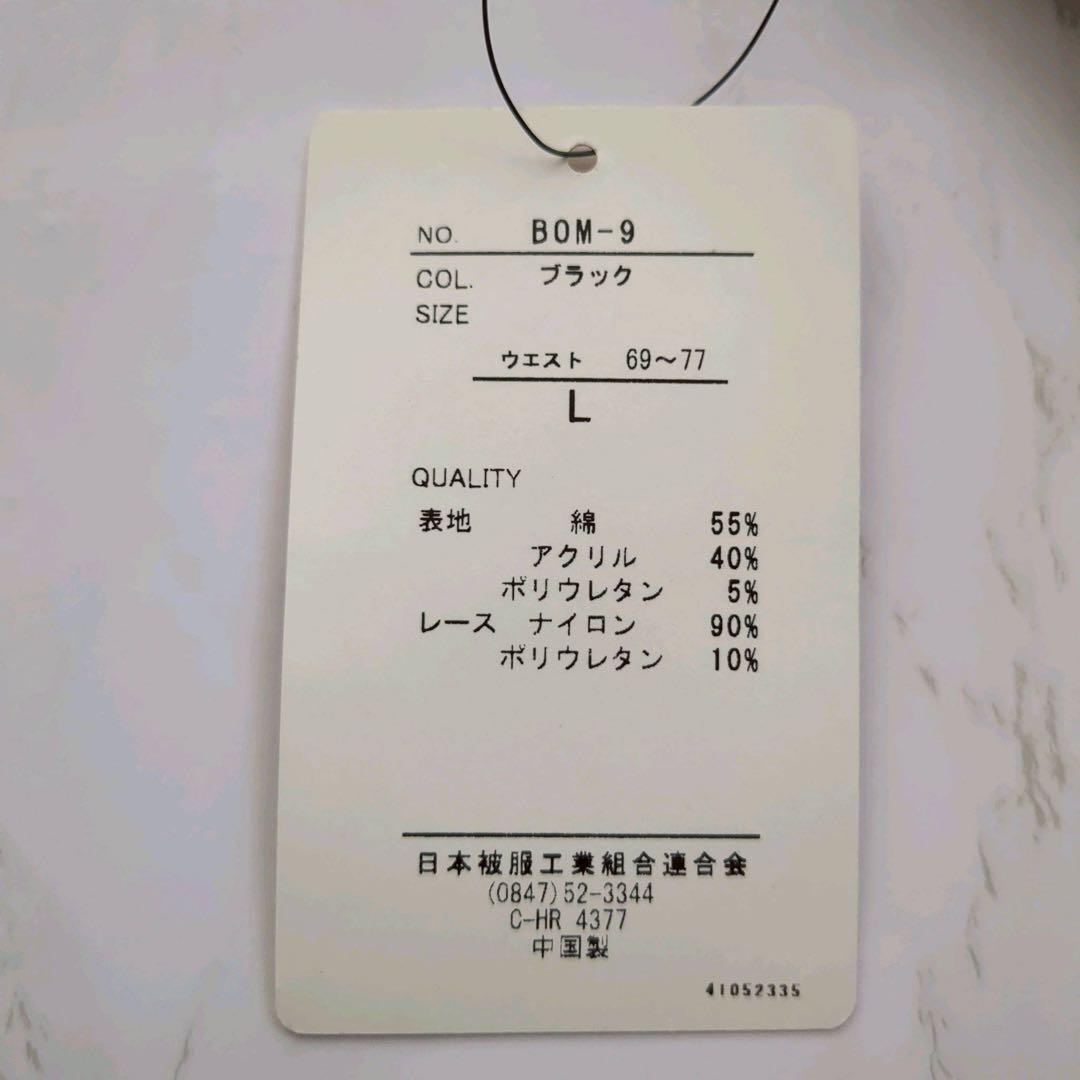 NO. BOM-9
COL. ブラック
SIZE
ウエスト 69～77
L
QUALITY
表地 綿 55%
アクリル 40%
ポリウレタン 5%
レース ナイロン 90%
ポリウレタン 10%
日本被服工業組合連合会
(0847)52-3344
C-HR 4377
中国製
41052335